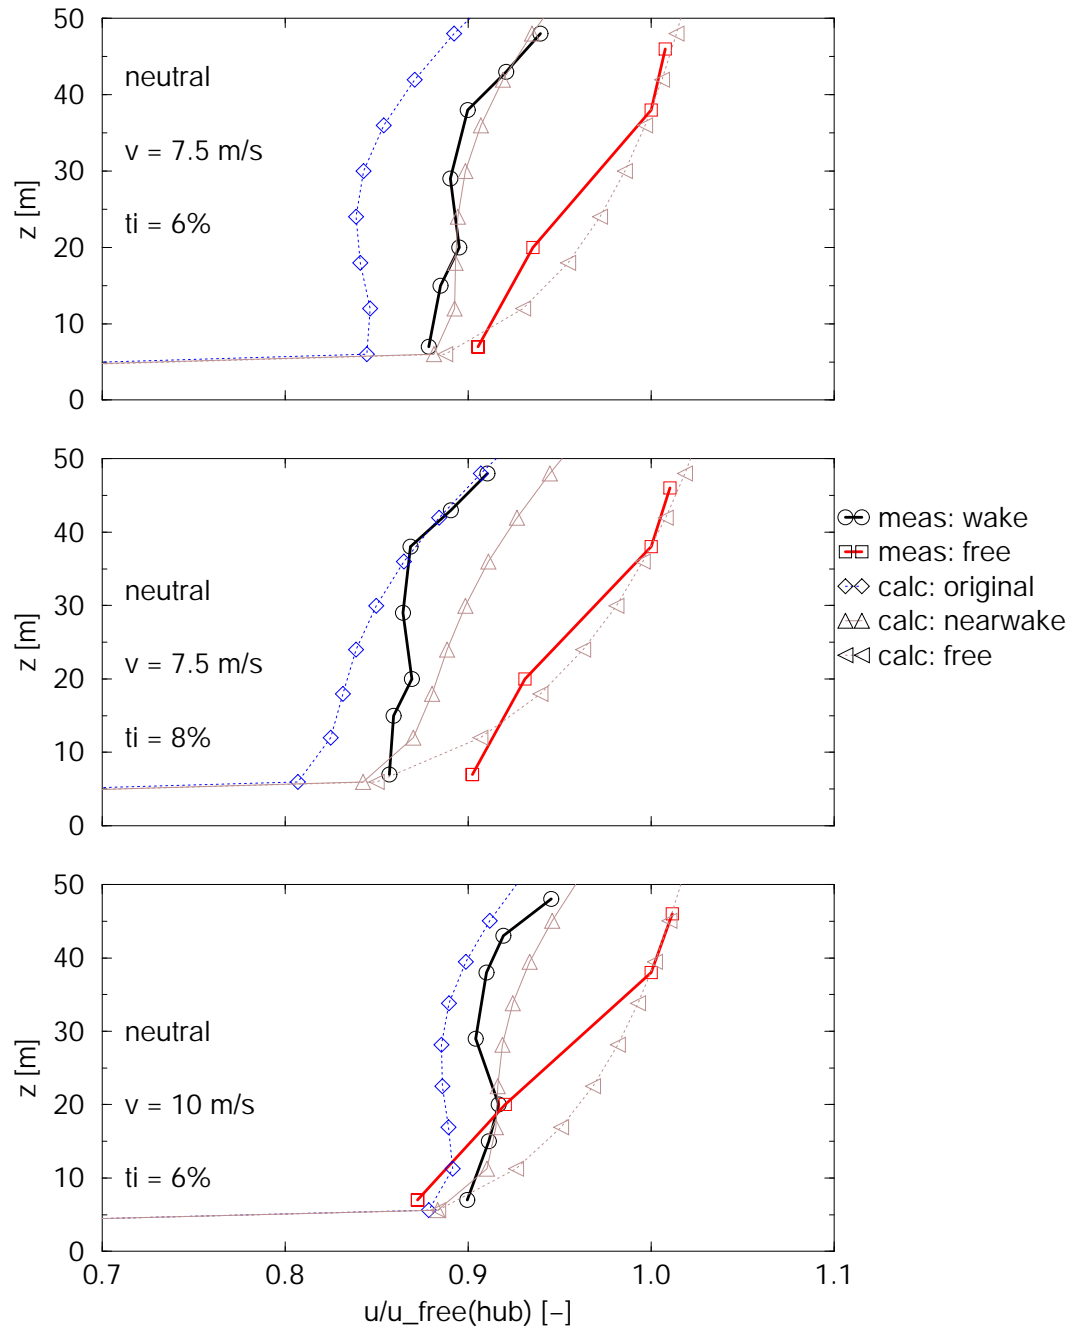 50
40
30
20
10
0
z [m]
neutral
v = 7.5 m/s
ti = 6%
50
40
30
20
10
0
z [m]
neutral
v = 7.5 m/s
ti = 8%
meas: wake
meas: free
calc: original
calc: nearwake
calc: free
50
40
30
20
10
0
z [m]
neutral
v = 10 m/s
ti = 6%
0.7 0.8 0.9 1.0 1.1
u/u_free(hub) [−]